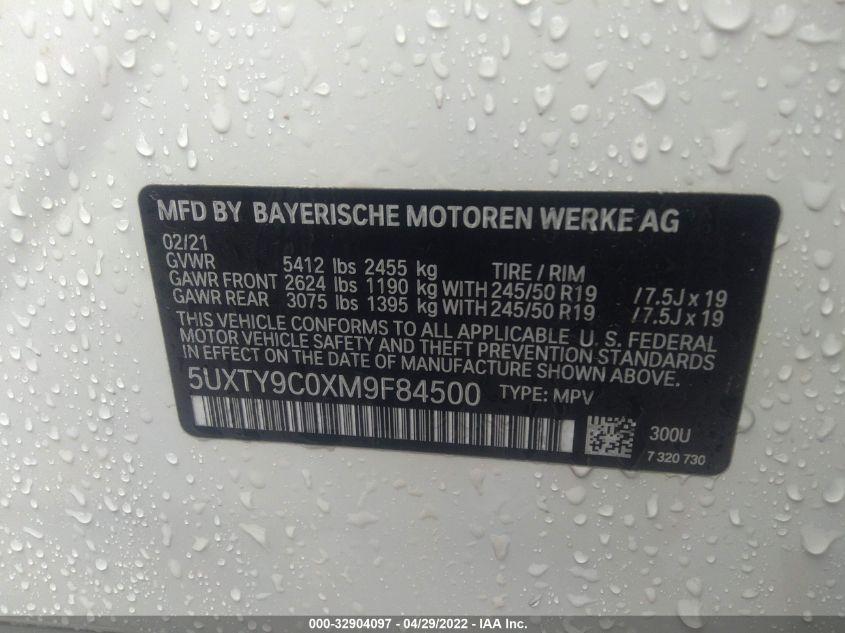 MFD BY BAYERISCHE MOTOREN WERKE AG
02/21
GVWR 5412 lbs 2455 kg TIRE / RIM
GAWR FRONT 2624 lbs 1190 kg WITH 245/50 R19 /7.5J x 19
GAWR REAR 3075 lbs 1395 kg WITH 245/50 R19 /7.5J x 19
THIS VEHICLE CONFORMS TO ALL APPLICABLE U. S. FEDERAL
MOTOR VEHICLE SAFETY AND THEFT PREVENTION STANDARDS
IN EFFECT ON THE DATE OF MANUFACTURE SHOWN ABOVE.
5UXTY9C0XM9F84500 TYPE: MPV
300U
7 320 730
000-32904097 - 04/29/2022 - IAA Inc.